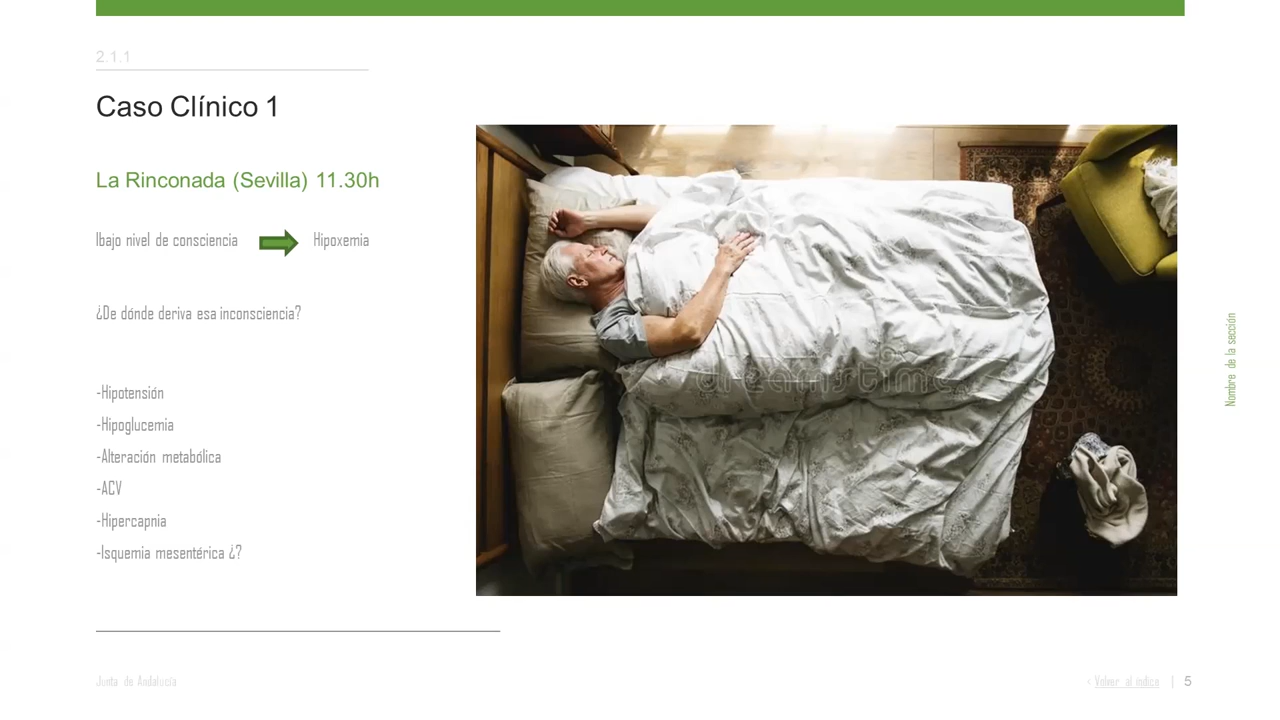 2.1.1
Caso Clínico 1
La Rinconada (Sevilla) 11.30h
Ibajo nivel de consciencia Hipoxemia
¿De dónde deriva esa inconsciencia?
-Hipotensión
-Hipoglucemia
-Alteración metabólica
-ACV
-Hipercapnia
-Isquemia mesentérica ¿?
dreamstime
Nombre de la sección
Junta de Andalucía
‹ Volver al índice | 5